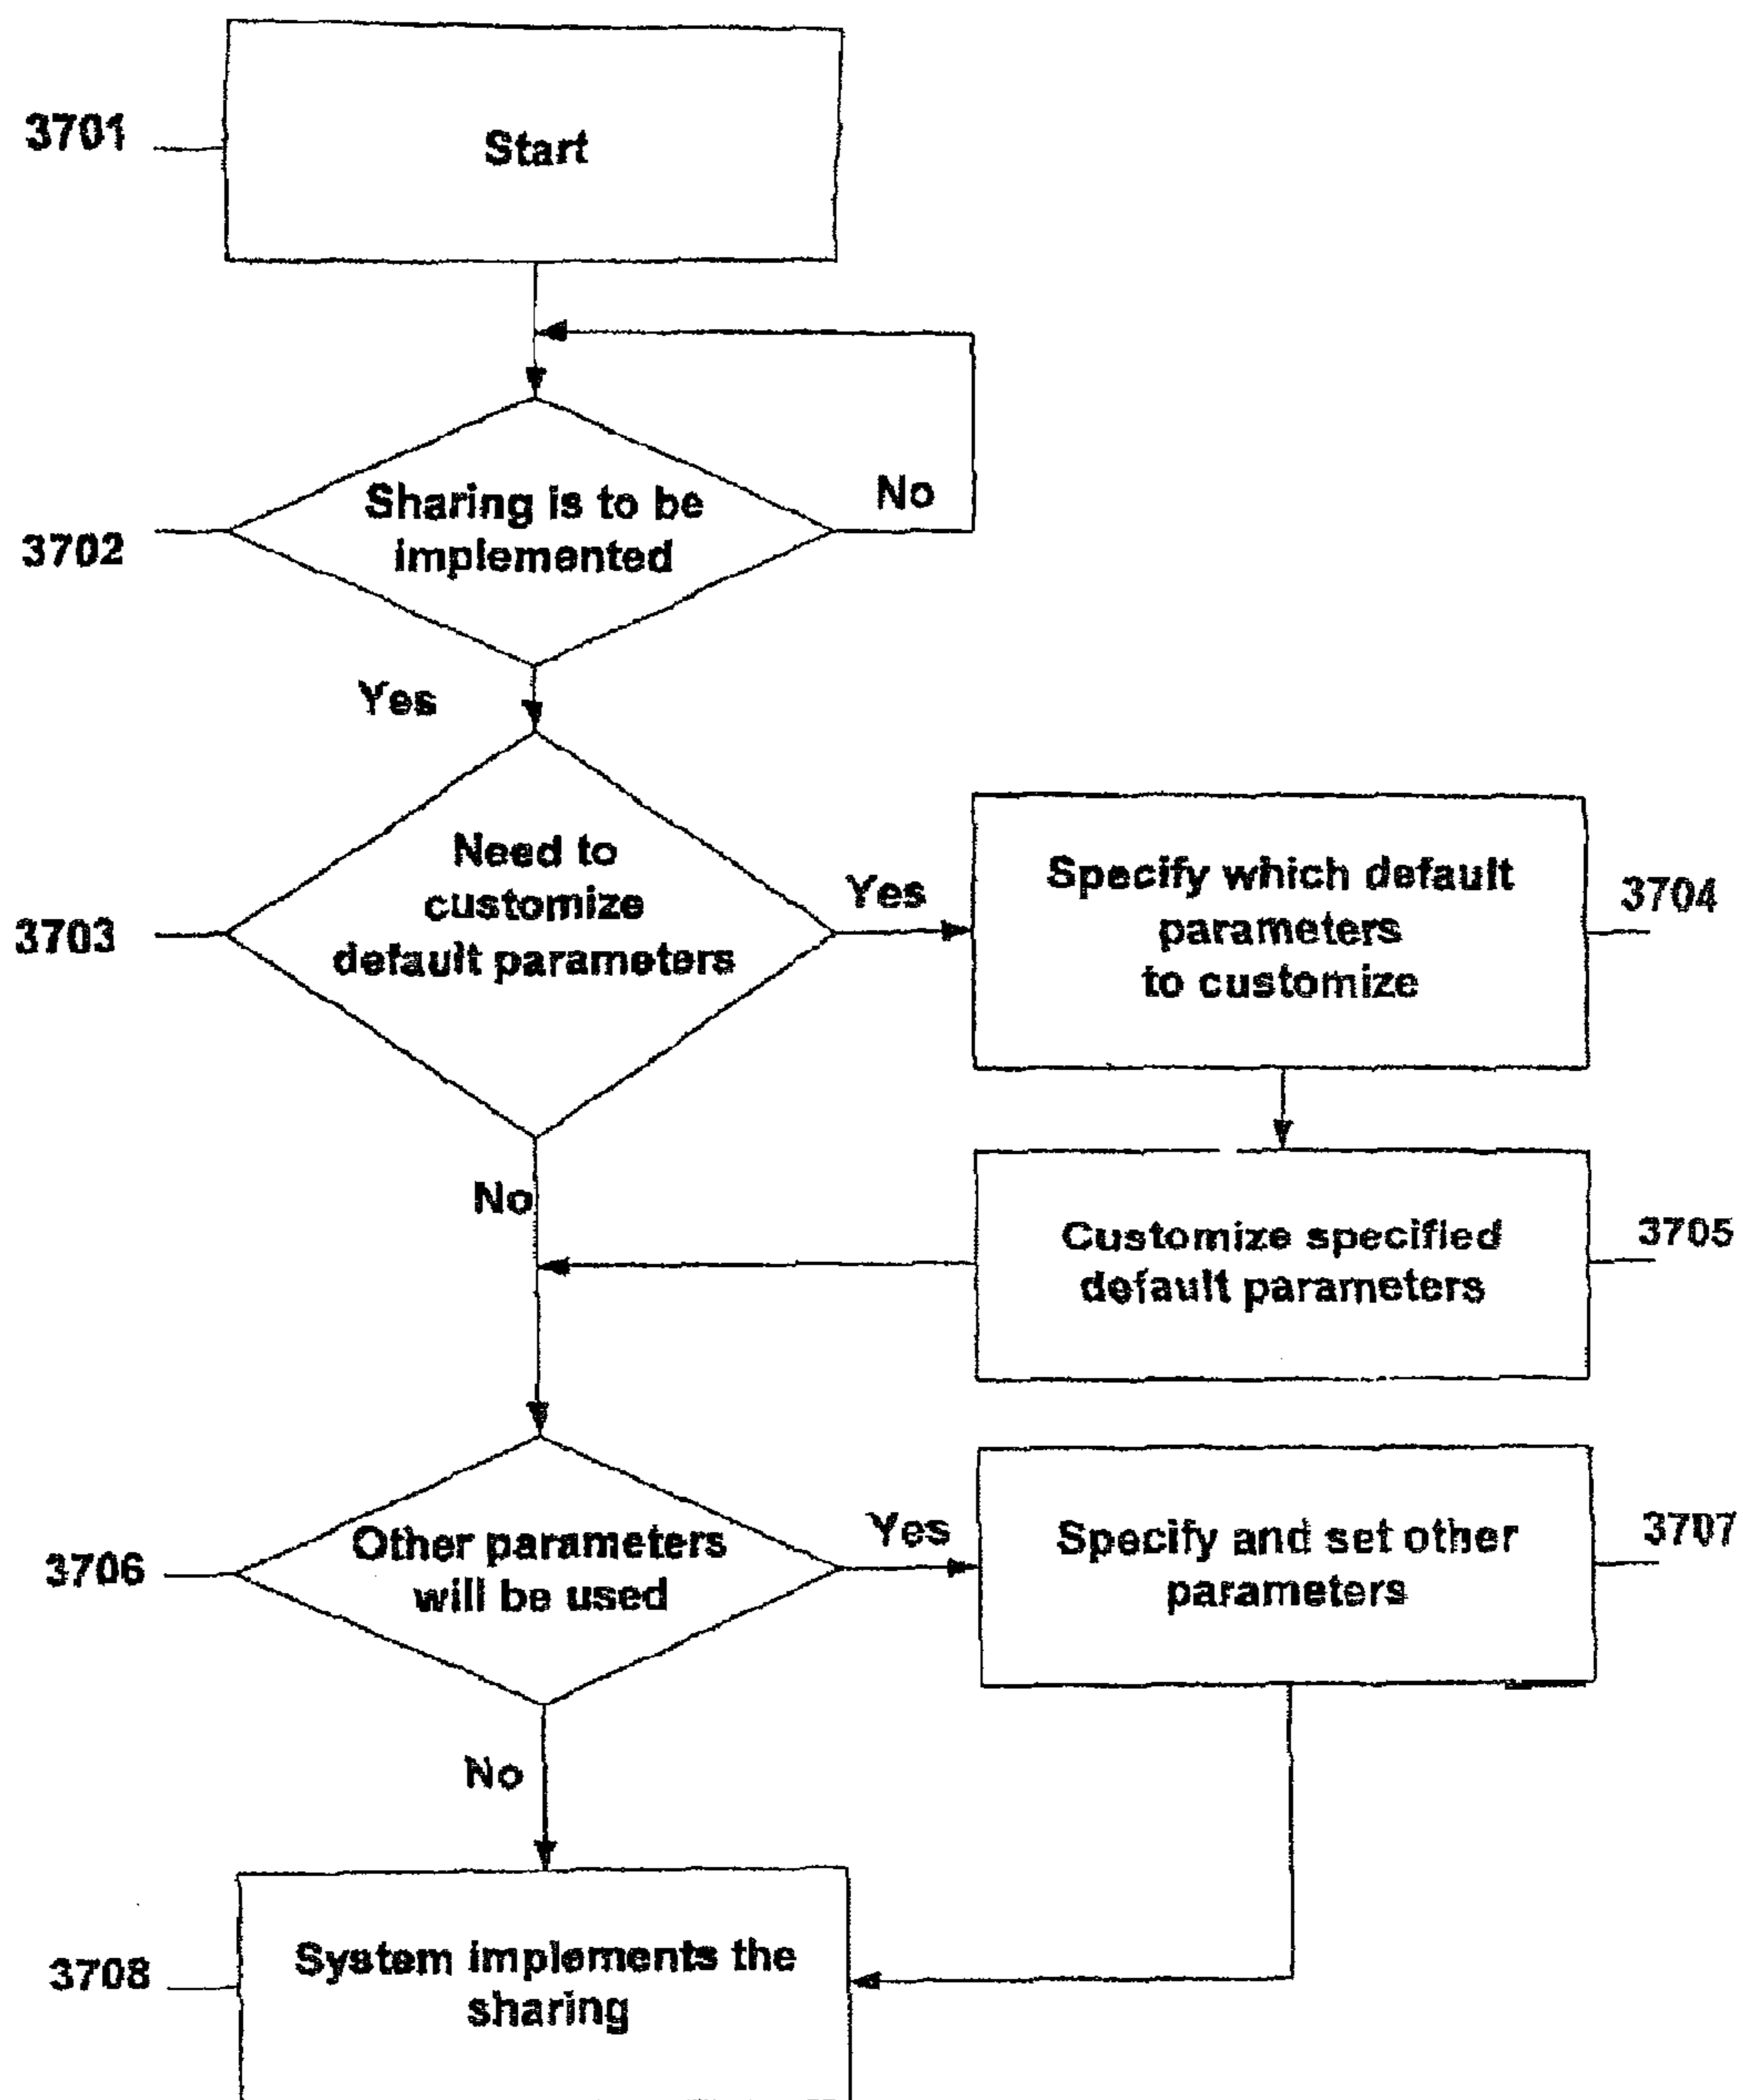 3701
Start
3702
Sharing is to be
implemented
No
Yes
3703
Need to
customize
default parameters
Yes
Specify which default
parameters
to customize
3704
No
Customize specified
default parameters
3705
3706
Other parameters
will be used
Yes
Specify and set other
parameters
3707
No
3708
System implements the
sharing